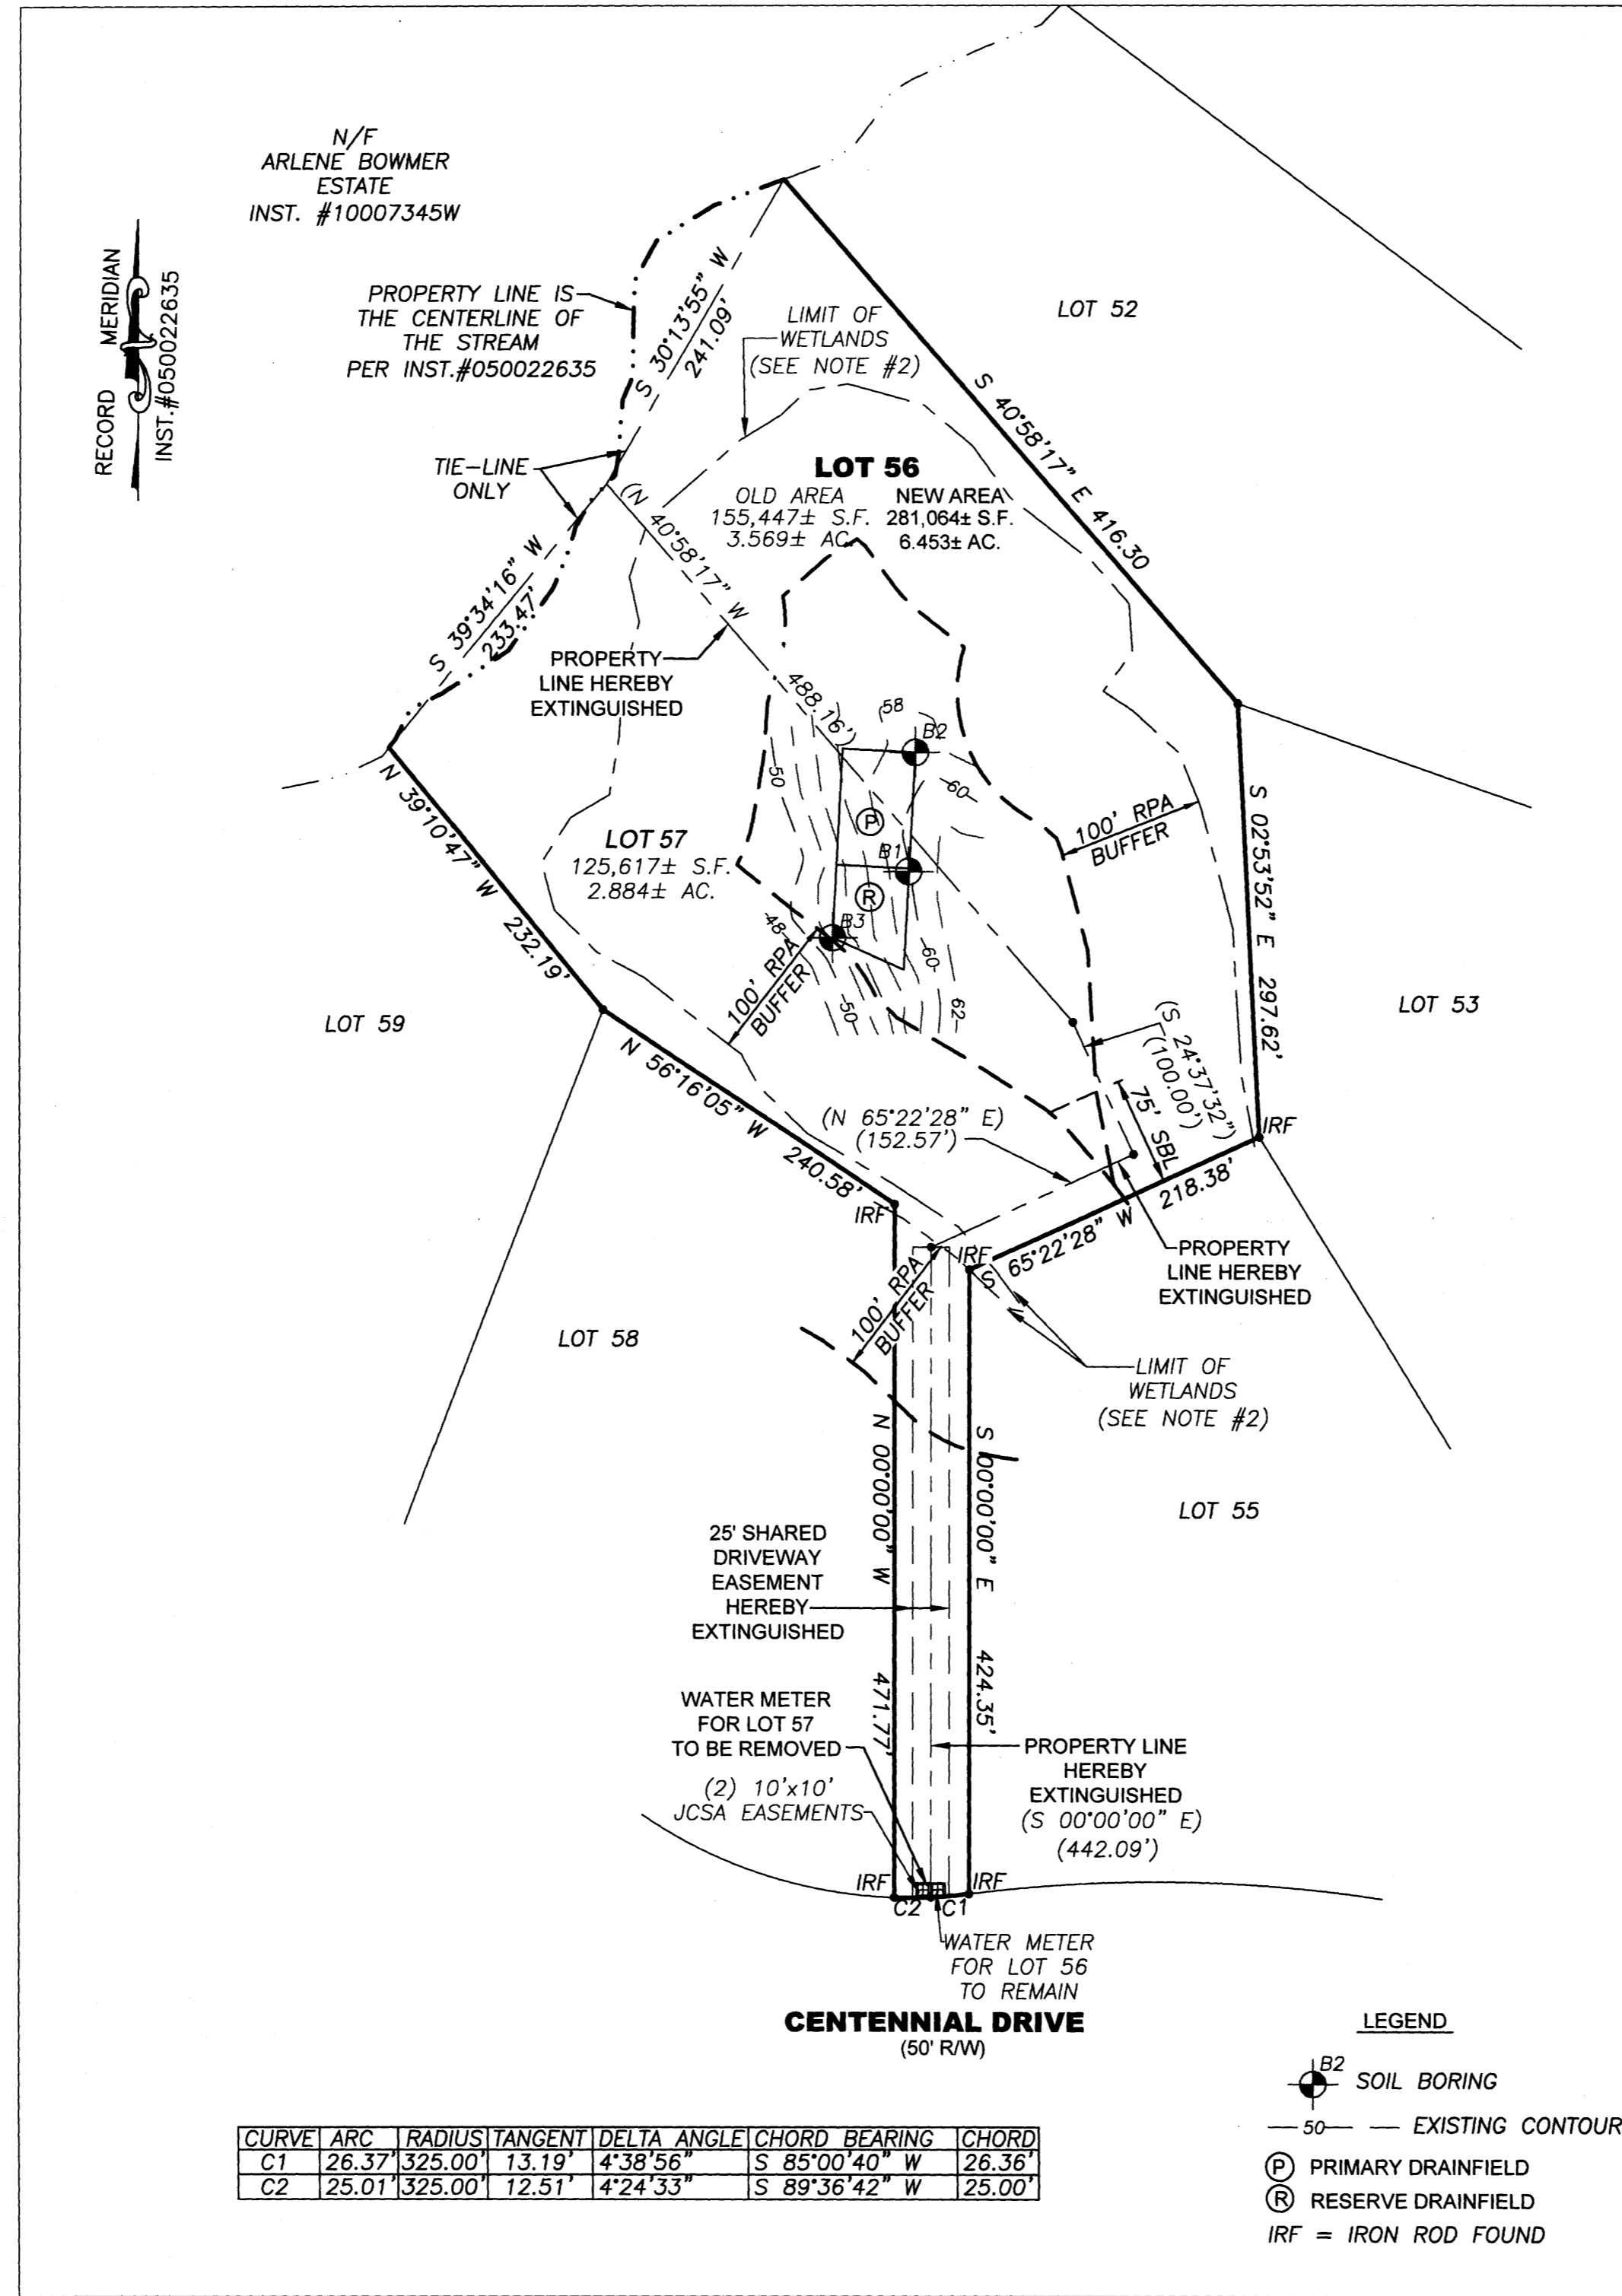 N/F
ARLENE BOWMER
ESTATE
INST. #10007345W
RECORD MERIDIAN
INST.#050022635
PROPERTY LINE IS
THE CENTERLINE OF
THE STREAM
PER INST.#050022635
S 30°13'55" W
241.09'
LIMIT OF
WETLANDS
(SEE NOTE #2)
LOT 52
S 40°58'17" E 416.30
TIE-LINE
ONLY
LOT 56
OLD AREA
155,447± S.F.
3.569± AC.
NEW AREA
281,064± S.F.
6.453± AC.
(N 40°58'17" W
488.16')
S 39°34'16" W
233.47'
PROPERTY
LINE HEREBY
EXTINGUISHED
58
B2
50
60
P
B1
R
B3
48
60
50
62
100' RPA
BUFFER
S 02°53'52" E 297.62'
N 39°10'47" W 232.19'
LOT 57
125,617± S.F.
2.884± AC.
100' RPA
BUFFER
LOT 59
LOT 53
N 56°16'05" W 240.58'
(S 24°37'32")
(100.00')
75' SBL
(N 65°22'28" E)
(152.57')
IRF
IRF
IRF
S 65°22'28" W 218.38'
PROPERTY
LINE HEREBY
EXTINGUISHED
100' RPA
BUFFER
LOT 58
LIMIT OF
WETLANDS
(SEE NOTE #2)
N 00°00'00" W 471.77'
S 00°00'00" E 424.35'
LOT 55
25' SHARED
DRIVEWAY
EASEMENT
HEREBY
EXTINGUISHED
WATER METER
FOR LOT 57
TO BE REMOVED
(2) 10'x10'
JCSA EASEMENTS
PROPERTY LINE
HEREBY
EXTINGUISHED
(S 00°00'00" E)
(442.09')
IRF
IRF
C2
C1
WATER METER
FOR LOT 56
TO REMAIN
CENTENNIAL DRIVE
(50' R/W)
LEGEND
B2 SOIL BORING
50 EXISTING CONTOUR
P PRIMARY DRAINFIELD
R RESERVE DRAINFIELD
IRF = IRON ROD FOUND
CURVE ARC RADIUS TANGENT DELTA ANGLE CHORD BEARING CHORD
C1 26.37' 325.00' 13.19' 4°38'56" S 85°00'40" W 26.36'
C2 25.01' 325.00' 12.51' 4°24'33" S 89°36'42" W 25.00'